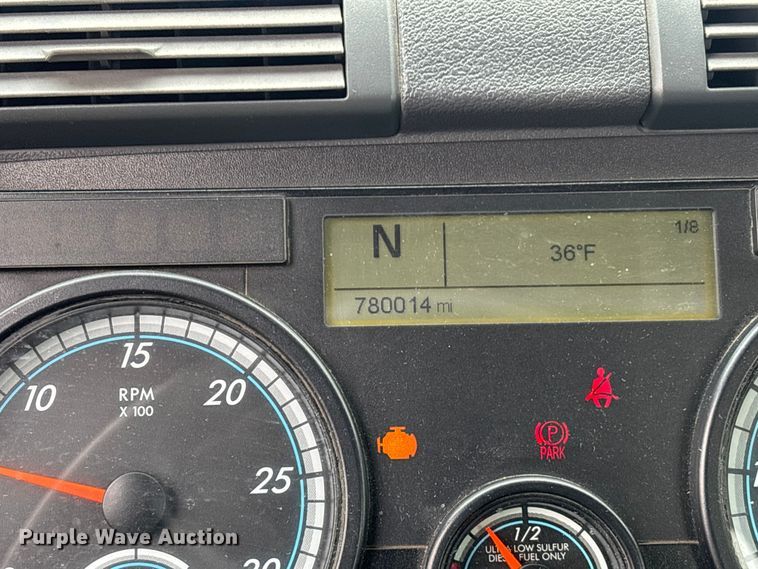 N
36°F
1/8
780014 mi
10
15
20
25
RPM
X 100
PARK
1/2
ULTRA LOW SULFUR
DIESEL FUEL ONLY
Purple Wave Auction